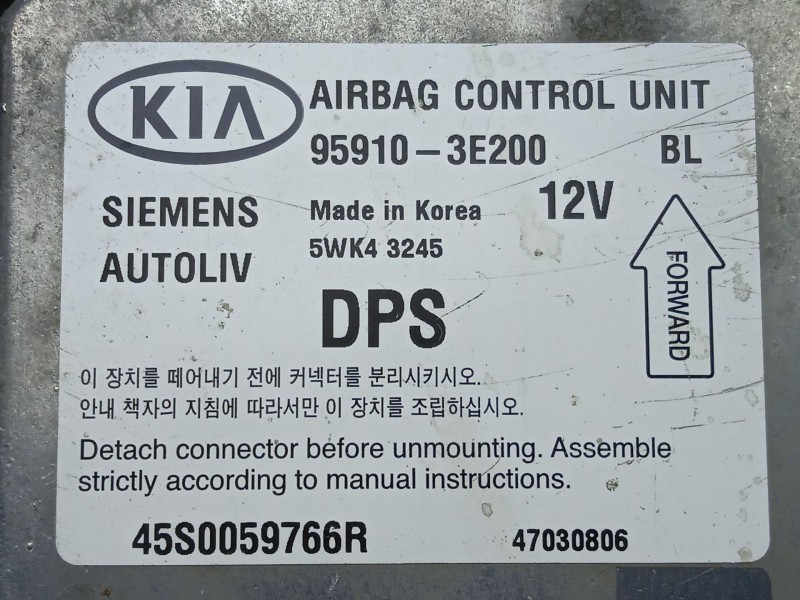 KIA
AIRBAG CONTROL UNIT
95910-3E200 BL
SIEMENS
AUTOLIV
Made in Korea
5WK4 3245
12V
FORWARD
DPS
이 장치를 떼어내기 전에 커넥터를 분리시키시오.
안내 책자의 지침에 따라서만 이 장치를 조립하십시오.
Detach connector before unmounting. Assemble
strictly according to manual instructions.
45S0059766R 47030806